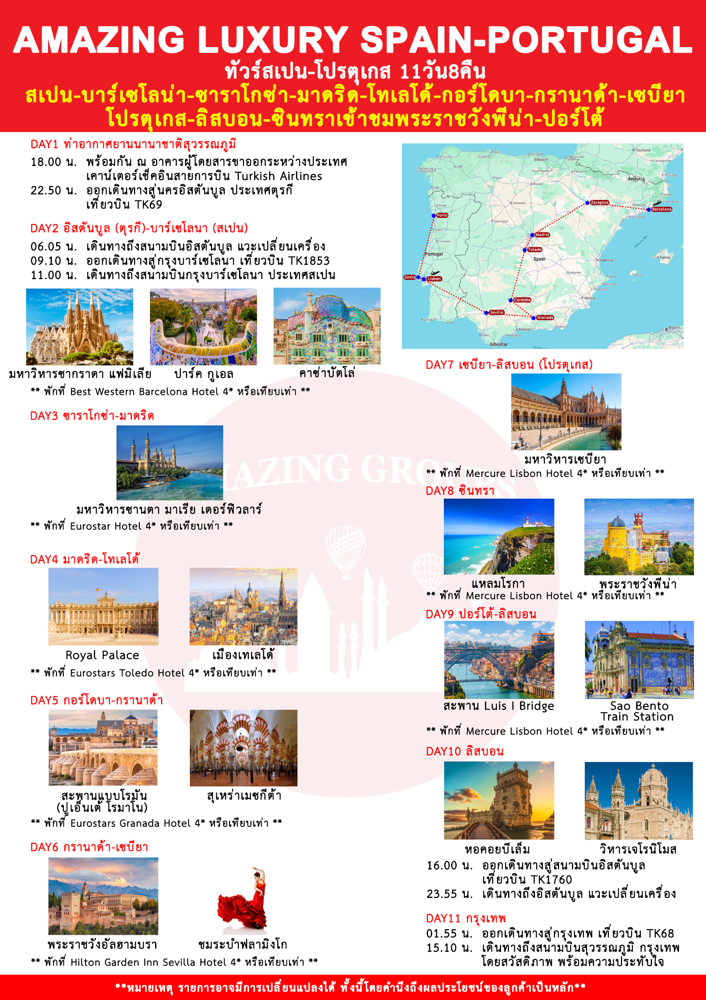 AMAZING LUXURY SPAIN-PORTUGAL
ทัวร์สเปน-โปรตุเกส 11วัน8คืน
สเปน-บาร์เซโลน่า-ซาราโกซ่า-มาดริด-โทเลโด้-กอร์โดบา-กรานาด้า-เซบียา
โปรตุเกส-ลิสบอน-ซินทราเข้าชมพระราชวังพีน่า-ปอร์โต้
DAY1 ท่าอากาศยานนานาชาติสุวรรณภูมิ
18.00 น. พร้อมกัน ณ อาคารผู้โดยสารขาออกระหว่างประเทศ
เคาน์เตอร์เช็คอินสายการบิน Turkish Airlines
22.50 น. ออกเดินทางสู่นครอิสตันบูล ประเทศตุรกี
เที่ยวบิน TK69
DAY2 อิสตันบูล (ตุรกี)-บาร์เซโลนา (สเปน)
06.05 น. เดินทางถึงสนามบินอิสตันบูล แวะเปลี่ยนเครื่อง
09.10 น. ออกเดินทางสู่กรุงบาร์เซโลนา เที่ยวบิน TK1853
11.00 น. เดินทางถึงสนามบินกรุงบาร์เซโลนา ประเทศสเปน
มหาวิหารซากราดา แฟมิเลีย
ปาร์ค กูเอล
คาซ่าบัตโล่
** พักที่ Best Western Barcelona Hotel 4* หรือเทียบเท่า **
DAY3 ซาราโกซ่า-มาดริด
มหาวิหารซานตา มาเรีย เดอร์ฟิวลาร์
** พักที่ Eurostar Hotel 4* หรือเทียบเท่า **
DAY4 มาดริด-โทเลโด้
Royal Palace
เมืองเทเลโด้
** พักที่ Eurostars Toledo Hotel 4* หรือเทียบเท่า **
DAY5 กอร์โดบา-กรานาด้า
สะพานแบบโรมัน
(ปูเอ็นเต้ โรมาโน)
สุเหร่าเมซกีต้า
** พักที่ Eurostars Granada Hotel 4* หรือเทียบเท่า **
DAY6 กรานาด้า-เซบียา
พระราชวังอัลฮามบรา
ชมระบำฟลามิงโก
** พักที่ Hilton Garden Inn Sevilla Hotel 4* หรือเทียบเท่า **
Toulouse
A Coruña
Oviedo
Gijon
Santander
Bilbao
Donostia-San Sebastian
Carcassonne
Santiago de Compostela
Lugo
Vitoria-Gasteiz
Pamplona
León
Andorra
Perpignan
Vigo
Burgos
Girona
Braga
Valladolid
Zaragoza
Terrassa
Lloret de Mar
Barcelona
Porto
Tarragona
Salamanca
Aveiro
Madrid
Coimbra
Toledo
Portugal
Spain
Valencia
Palma
Balearic Sea
Sintra
Lisbon
Albacete
Denia
Ibiza
Benidorm
Alicante
Cordoba
Murcia
Seville
Granada
Portimão
Faro
Almeria
Málaga
Cádiz
Marbella
Algiers
Gibraltar
DAY7 เซบียา-ลิสบอน (โปรตุเกส)
มหาวิหารเซบียา
** พักที่ Mercure Lisbon Hotel 4* หรือเทียบเท่า **
DAY8 ซินทรา
แหลมโรกา
พระราชวังพีน่า
** พักที่ Mercure Lisbon Hotel 4* หรือเทียบเท่า **
DAY9 ปอร์โต้-ลิสบอน
สะพาน Luís I Bridge
Sao Bento
Train Station
** พักที่ Mercure Lisbon Hotel 4* หรือเทียบเท่า **
DAY10 ลิสบอน
หอคอยบีเล็ม
วิหารเจโรนิโมส
16.00 น. ออกเดินทางสู่สนามบินอิสตันบูล
เที่ยวบิน TK1760
23.55 น. เดินทางถึงอิสตันบูล แวะเปลี่ยนเครื่อง
DAY11 กรุงเทพ
01.55 น. ออกเดินทางสู่กรุงเทพ เที่ยวบิน TK68
15.10 น. เดินทางถึงสนามบินสุวรรณภูมิ กรุงเทพ
โดยสวัสดิภาพ พร้อมความประทับใจ
AMAZING GROUPS
**หมายเหตุ รายการอาจมีการเปลี่ยนแปลงได้ ทั้งนี้โดยคำนึงถึงผลประโยชน์ของลูกค้าเป็นหลัก**